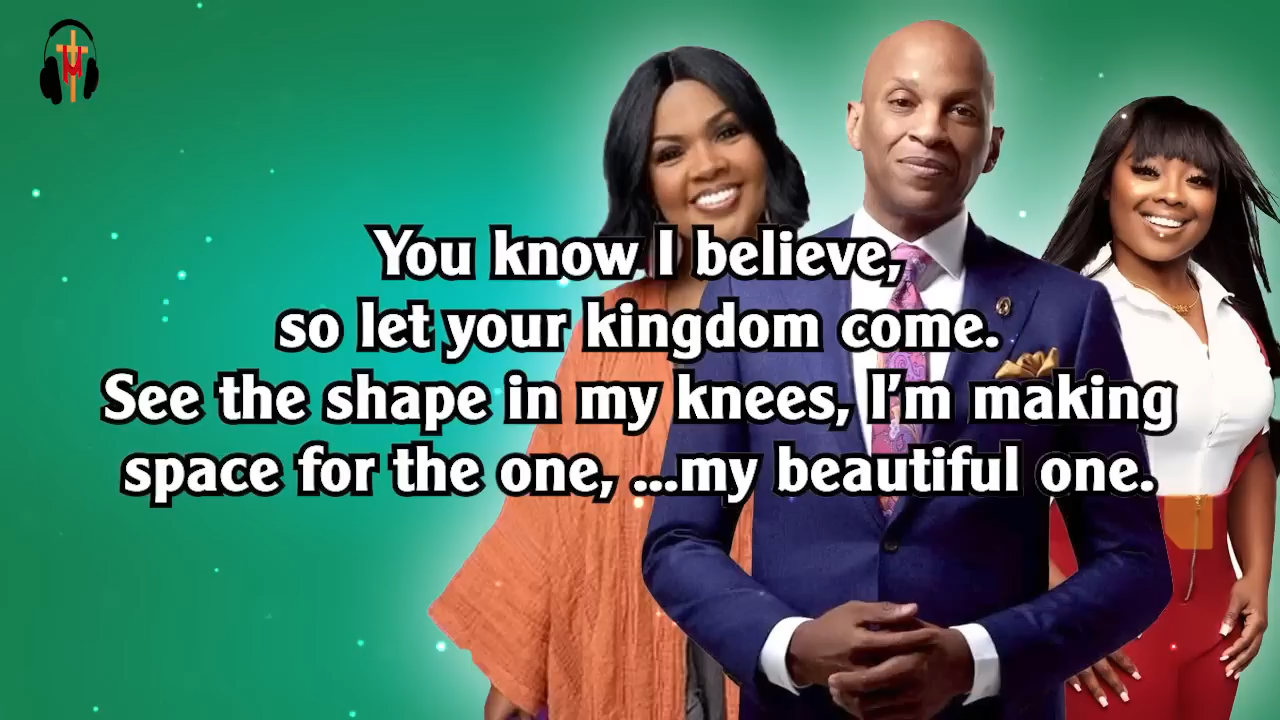 You know I believe,
so let your kingdom come.
See the shape in my knees, I'm making
space for the one, ...my beautiful one.